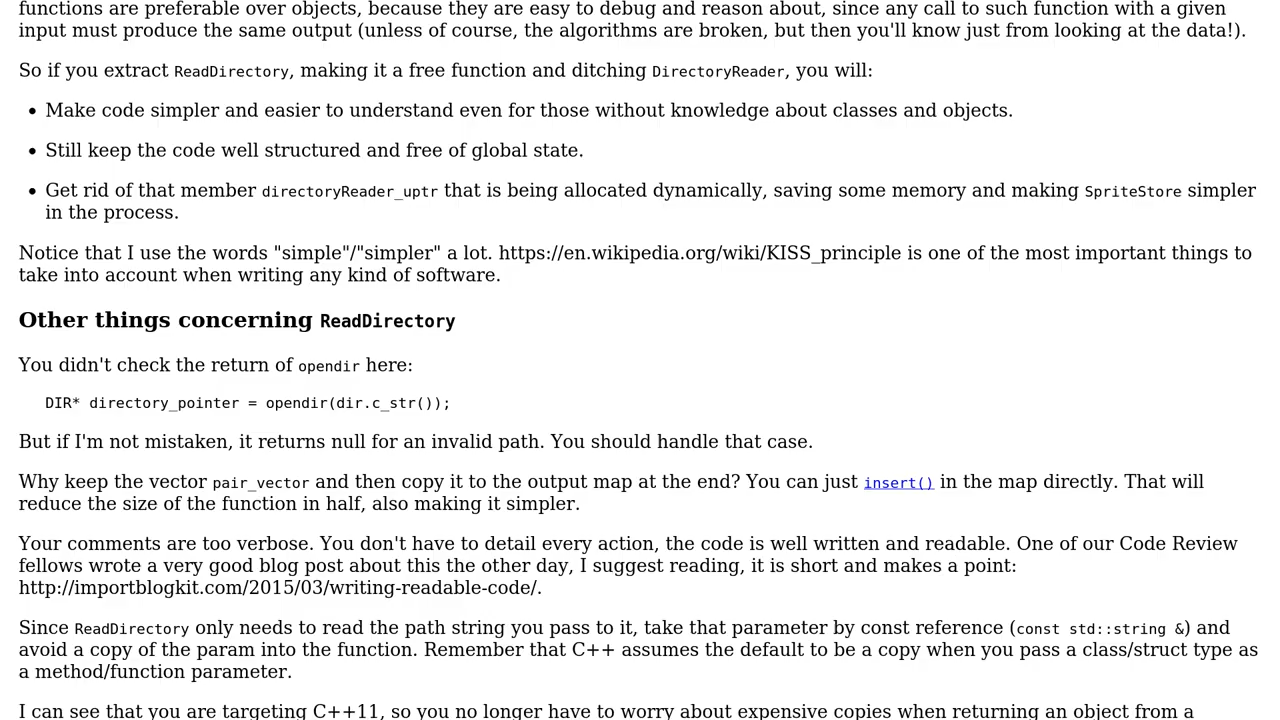 functions are preferable over objects, because they are easy to debug and reason about, since any call to such function with a given
input must produce the same output (unless of course, the algorithms are broken, but then you'll know just from looking at the data!).
So if you extract ReadDirectory, making it a free function and ditching DirectoryReader, you will:
• Make code simpler and easier to understand even for those without knowledge about classes and objects.
• Still keep the code well structured and free of global state.
• Get rid of that member directoryReader_uptr that is being allocated dynamically, saving some memory and making SpriteStore simpler
in the process.
Notice that I use the words "simple"/"simpler" a lot. https://en.wikipedia.org/wiki/KISS_principle is one of the most important things to
take into account when writing any kind of software.
Other things concerning ReadDirectory
You didn't check the return of opendir here:
DIR* directory_pointer = opendir(dir.c_str());
But if I'm not mistaken, it returns null for an invalid path. You should handle that case.
Why keep the vector pair_vector and then copy it to the output map at the end? You can just insert() in the map directly. That will
reduce the size of the function in half, also making it simpler.
Your comments are too verbose. You don't have to detail every action, the code is well written and readable. One of our Code Review
fellows wrote a very good blog post about this the other day, I suggest reading, it is short and makes a point:
http://importblogkit.com/2015/03/writing-readable-code/.
Since ReadDirectory only needs to read the path string you pass to it, take that parameter by const reference (const std::string &) and
avoid a copy of the param into the function. Remember that C++ assumes the default to be a copy when you pass a class/struct type as
a method/function parameter.
I can see that you are targeting C++11, so you no longer have to worry about expensive copies when returning an object from a